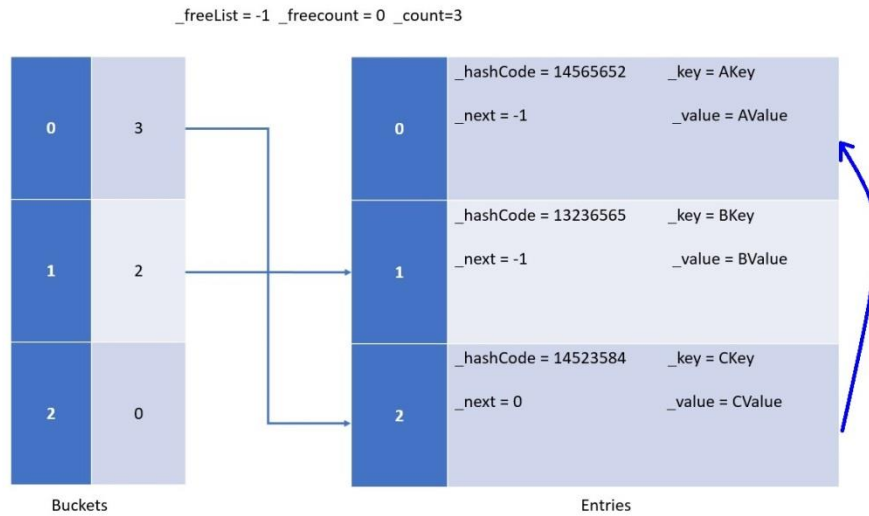 _freeList = -1 _freecount = 0 _count=3
0 3
1 2
2 0
Buckets
0
_hashCode = 14565652 _key = AKey
_next = -1 _value = AValue
1
_hashCode = 13236565 _key = BKey
_next = -1 _value = BValue
2
_hashCode = 14523584 _key = CKey
_next = 0 _value = CValue
Entries